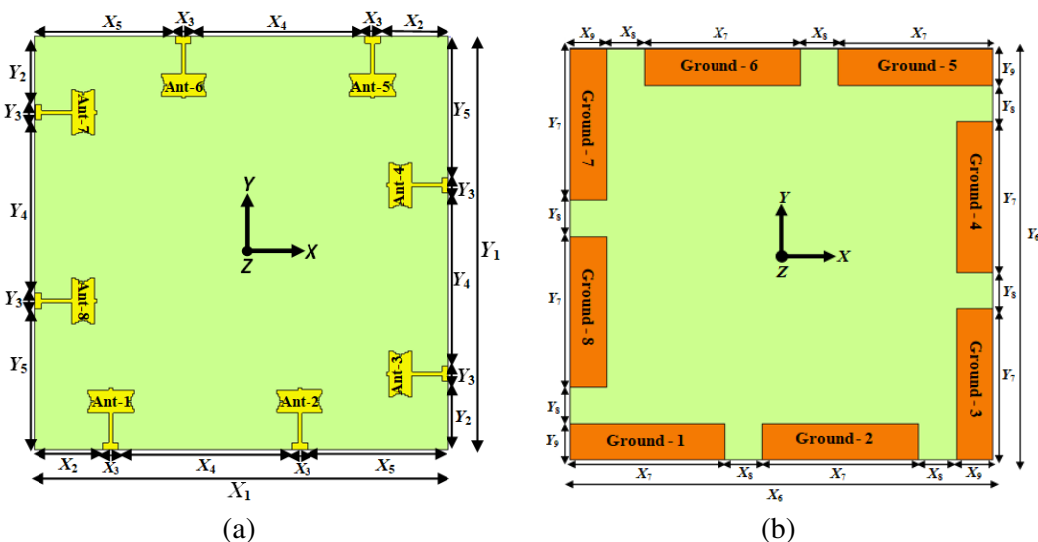 X5 X3 X4 X3 X2
Y2
Y3
Y4
Y3
Y5
Ant-6
Ant-5
Ant-7
Ant-4
Ant-8
Ant-3
Ant-1
Ant-2
Y
X
Z
Y5
Y3
Y4
Y3
Y2
Y1
X2 X3 X4 X3 X5
X1
(a)
X9 X8 X7 X8 X7
Ground - 6
Ground - 5
Ground - 7
Ground - 4
Ground - 8
Ground - 3
Ground - 1
Ground - 2
Y7
Y8
Y7
Y8
Y9
Y
X
Z
Y9
Y8
Y7
Y8
Y7
Y6
X7 X8 X7 X8 X9
X6
(b)